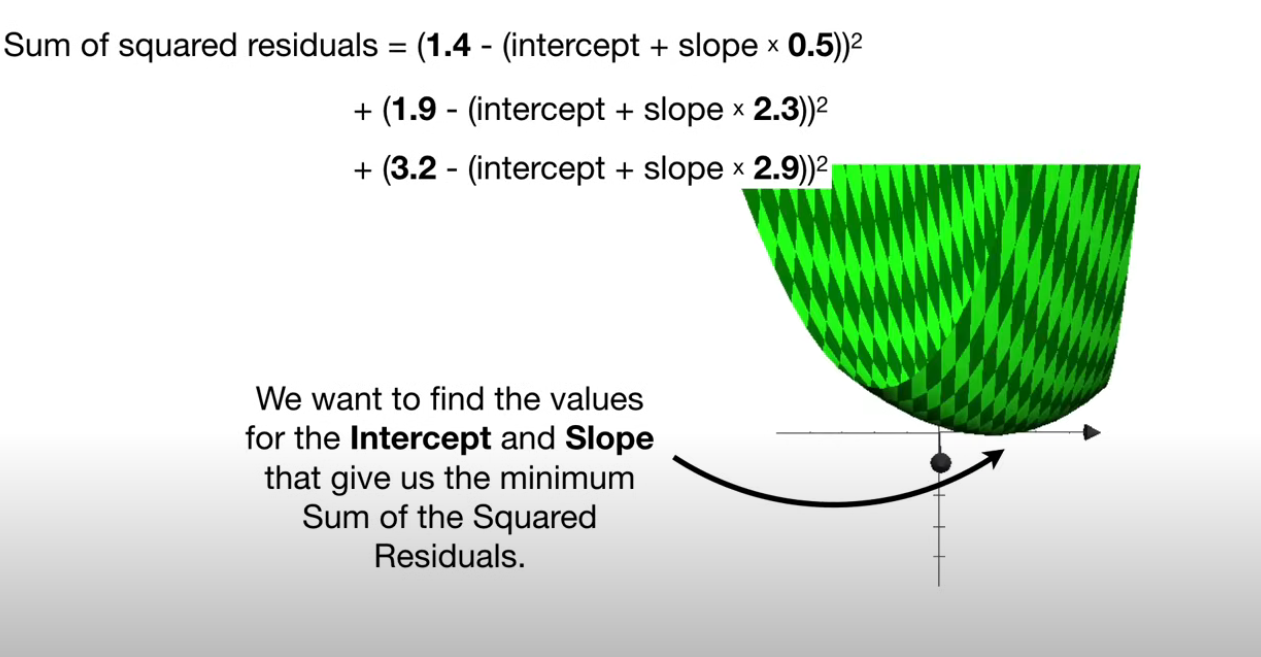 Sum of squared residuals = (1.4 - (intercept + slope × 0.5))²
+ (1.9 - (intercept + slope × 2.3))²
+ (3.2 - (intercept + slope × 2.9))²
We want to find the values
for the Intercept and Slope
that give us the minimum
Sum of the Squared
Residuals.